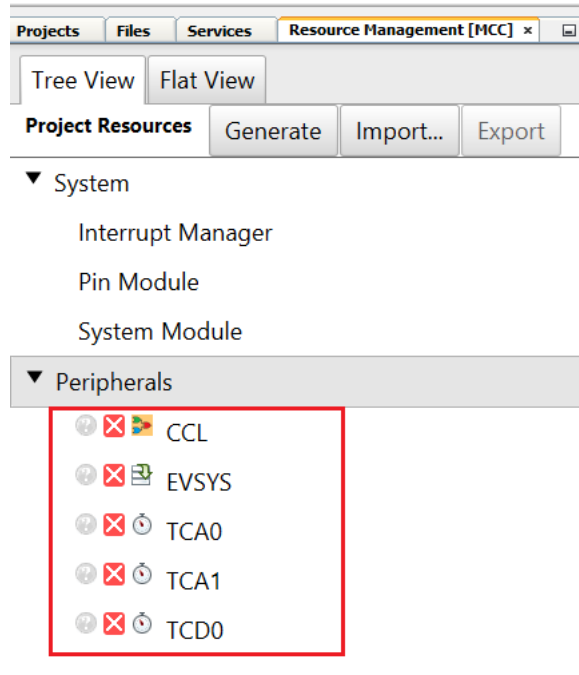 Projects Files Services Resource Management [MCC] ×
Tree View Flat View
Project Resources Generate Import... Export
System
Interrupt Manager
Pin Module
System Module
Peripherals
CCL
EVSYS
TCA0
TCA1
TCD0